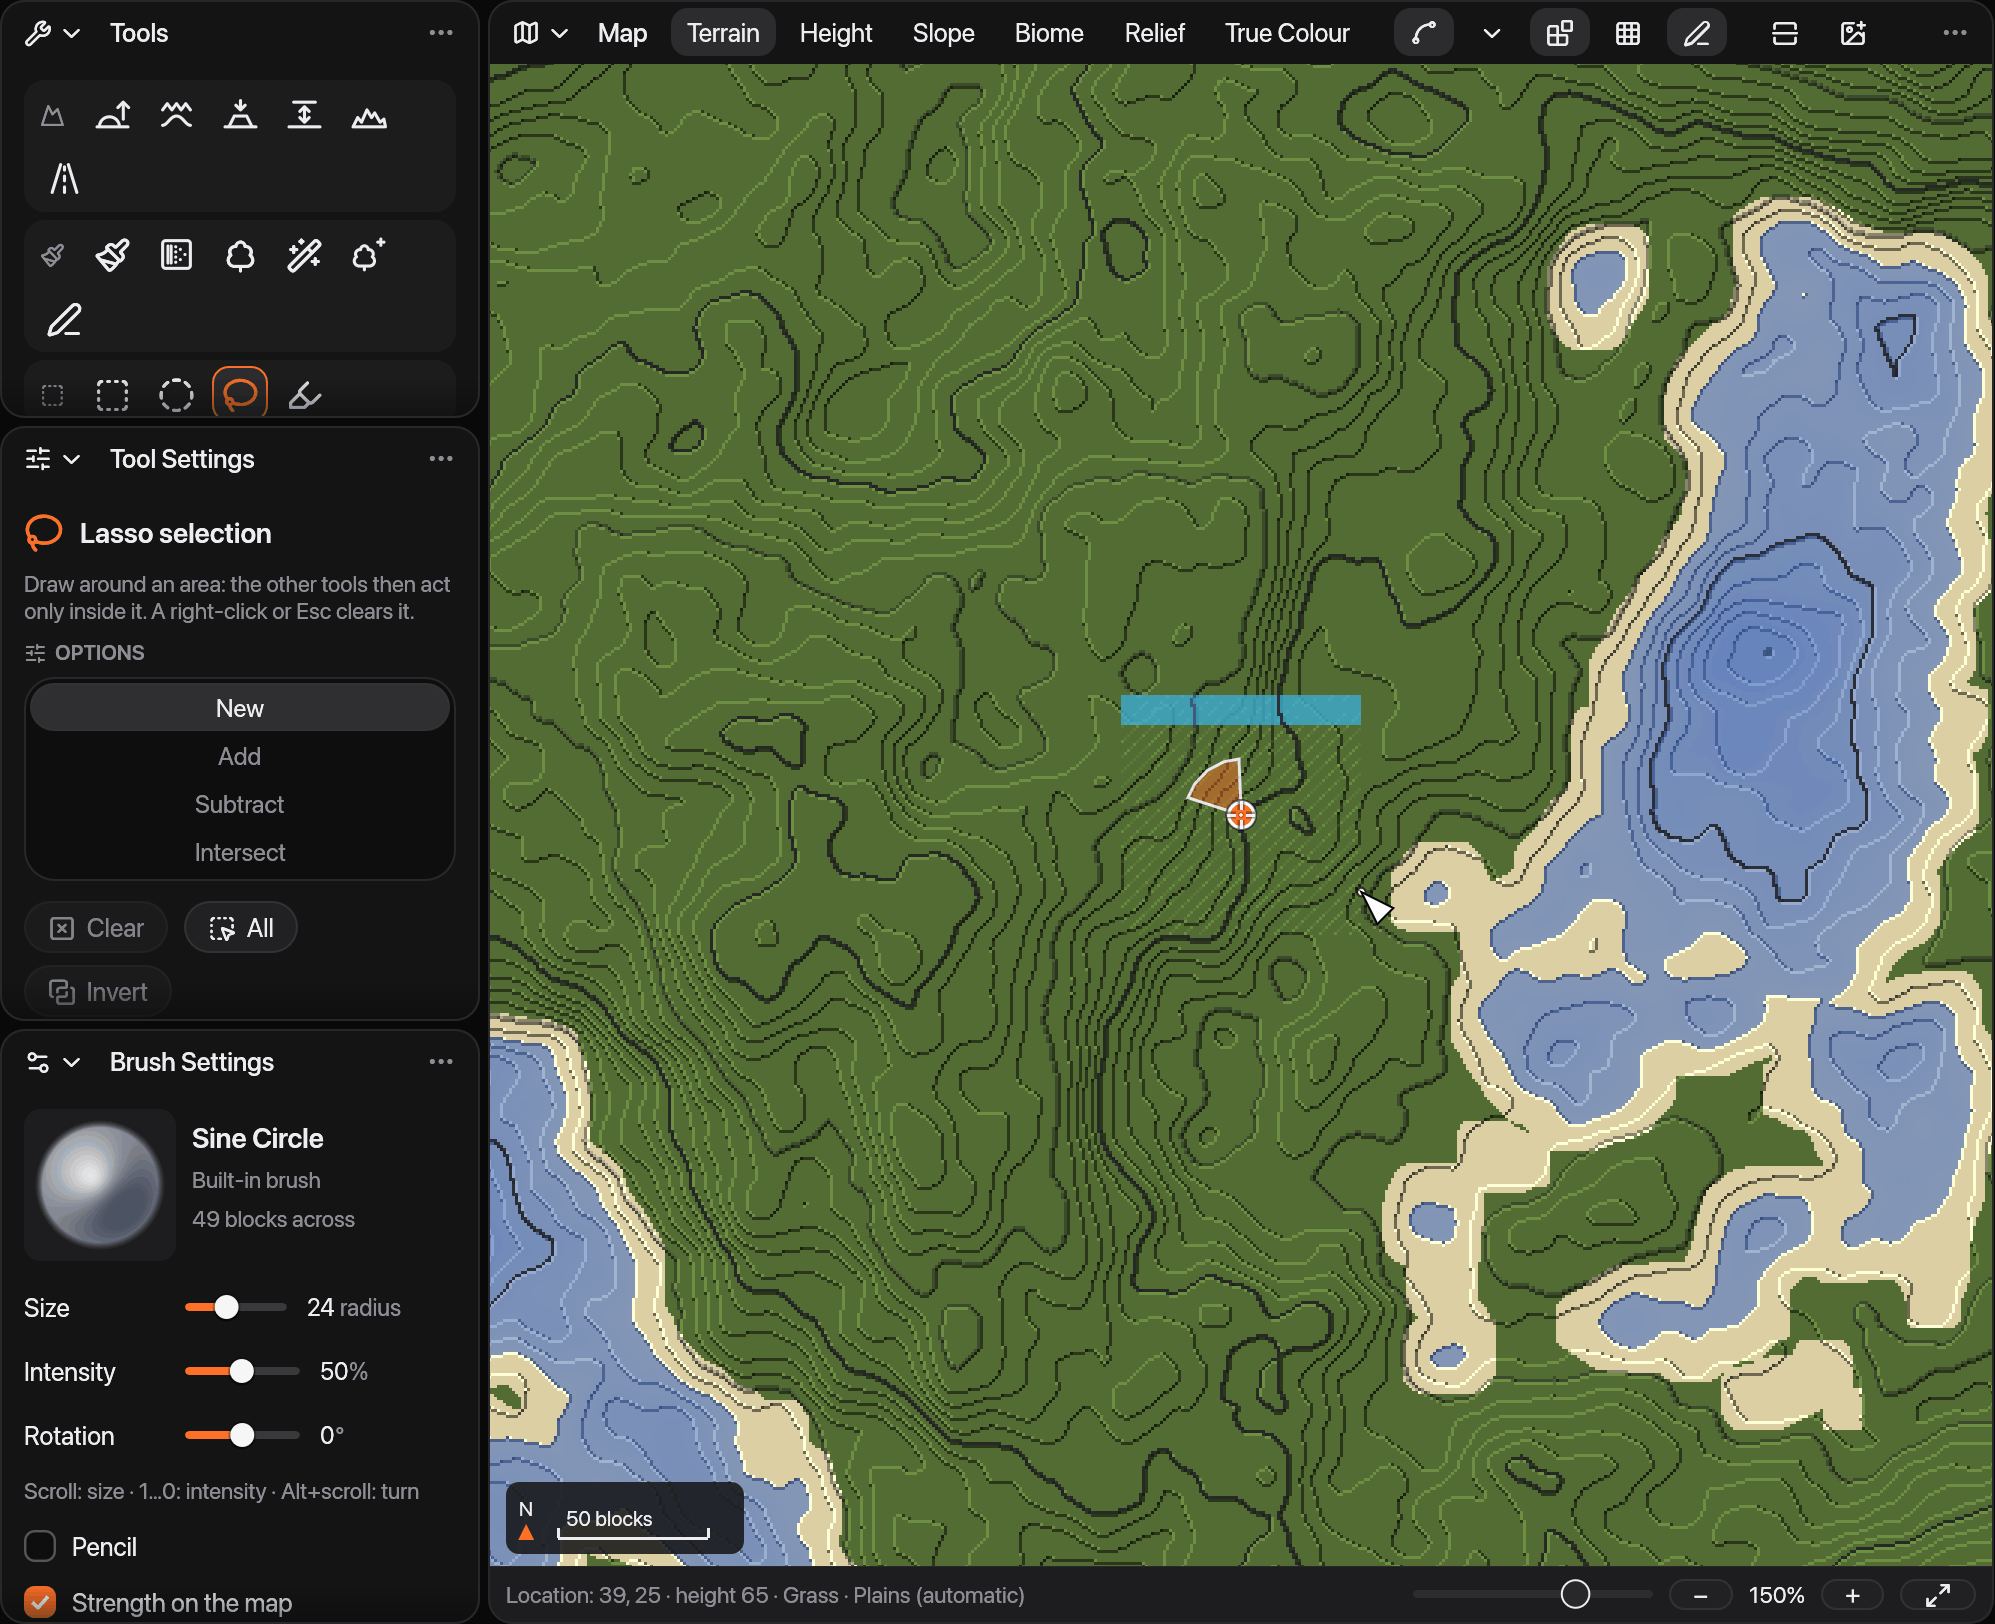 Tools
Map
Terrain
Height
Slope
Biome
Relief
True Colour
Tool Settings
Lasso selection
Draw around an area: the other tools then act
only inside it. A right-click or Esc clears it.
OPTIONS
New
Add
Subtract
Intersect
Clear
All
Invert
Brush Settings
Sine Circle
Built-in brush
49 blocks across
Size 24 radius
Intensity 50%
Rotation 0°
Scroll: size · 1...0: intensity · Alt+scroll: turn
Pencil
Strength on the map
N
50 blocks
Location: 39, 25 · height 65 · Grass · Plains (automatic)
150%